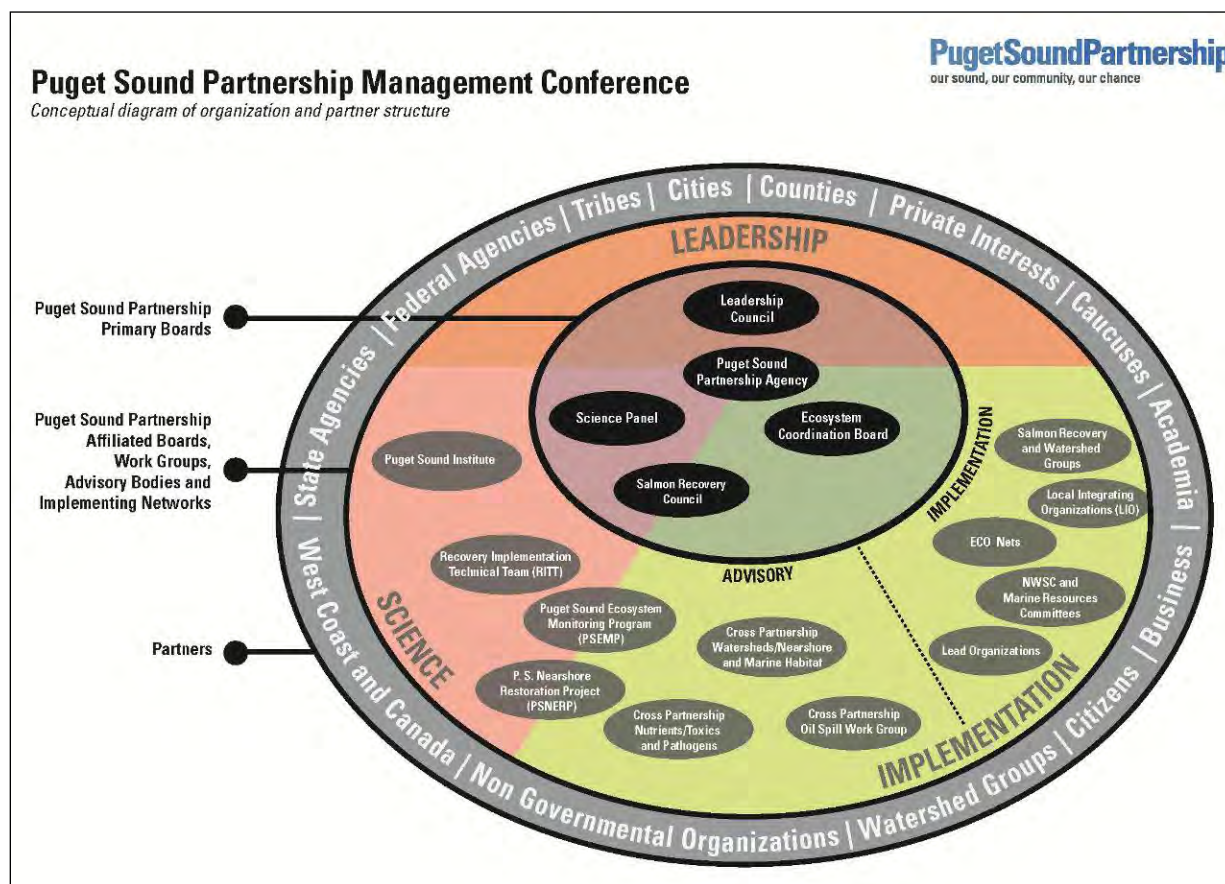 PugetSoundPartnership
our sound, our community, our chance
Puget Sound Partnership Management Conference
Conceptual diagram of organization and partner structure
West Coast and Canada | State Agencies | Federal Agencies | Tribes | Cities | Counties | Private Interests | Caucuses | Academia |
Non Governmental Organizations | Watershed Groups | Citizens | Business |
LEADERSHIP
Puget Sound Partnership
Primary Boards
Leadership
Council
Puget Sound
Partnership Agency
Science Panel
Ecosystem
Coordination Board
Salmon Recovery
Council
Puget Sound Partnership
Affiliated Boards,
Work Groups,
Advisory Bodies and
Implementing Networks
Partners
SCIENCE
Puget Sound Institute
Recovery Implementation
Technical Team (RITT)
Puget Sound Ecosystem
Monitoring Program
(PSEMP)
P. S. Nearshore
Restoration Project
(PSNERP)
ADVISORY
Cross Partnership
Watersheds/Nearshore
and Marine Habitat
Cross Partnership
Nutrients/Toxics
and Pathogens
Cross Partnership
Oil Spill Work Group
IMPLEMENTATION
Salmon Recovery
and Watershed
Groups
Local Integrating
Organizations (LIO)
ECO Nets
NWSC and
Marine Resources
Committees
Lead Organizations
IMPLEMENTATION